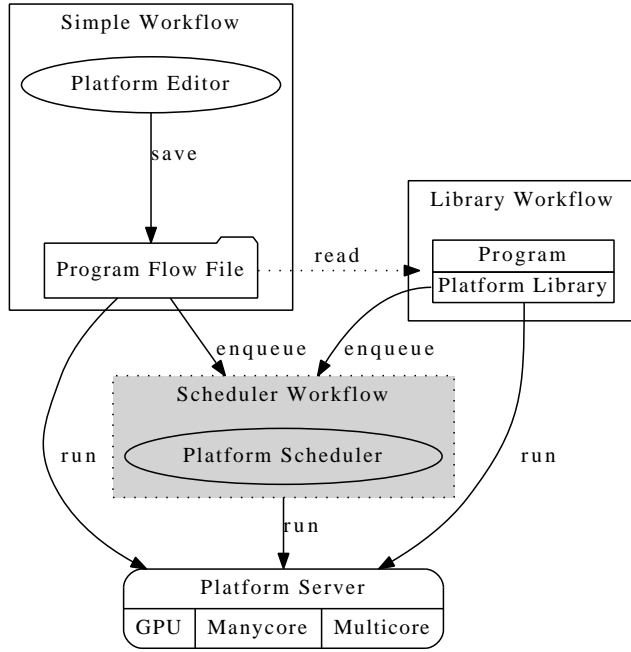 Simple Workflow
Platform Editor
save
Library Workflow
Program Flow File
read
Program
Platform Library
enqueue
enqueue
Scheduler Workflow
Platform Scheduler
run
run
run
Platform Server
GPU
Manycore
Multicore